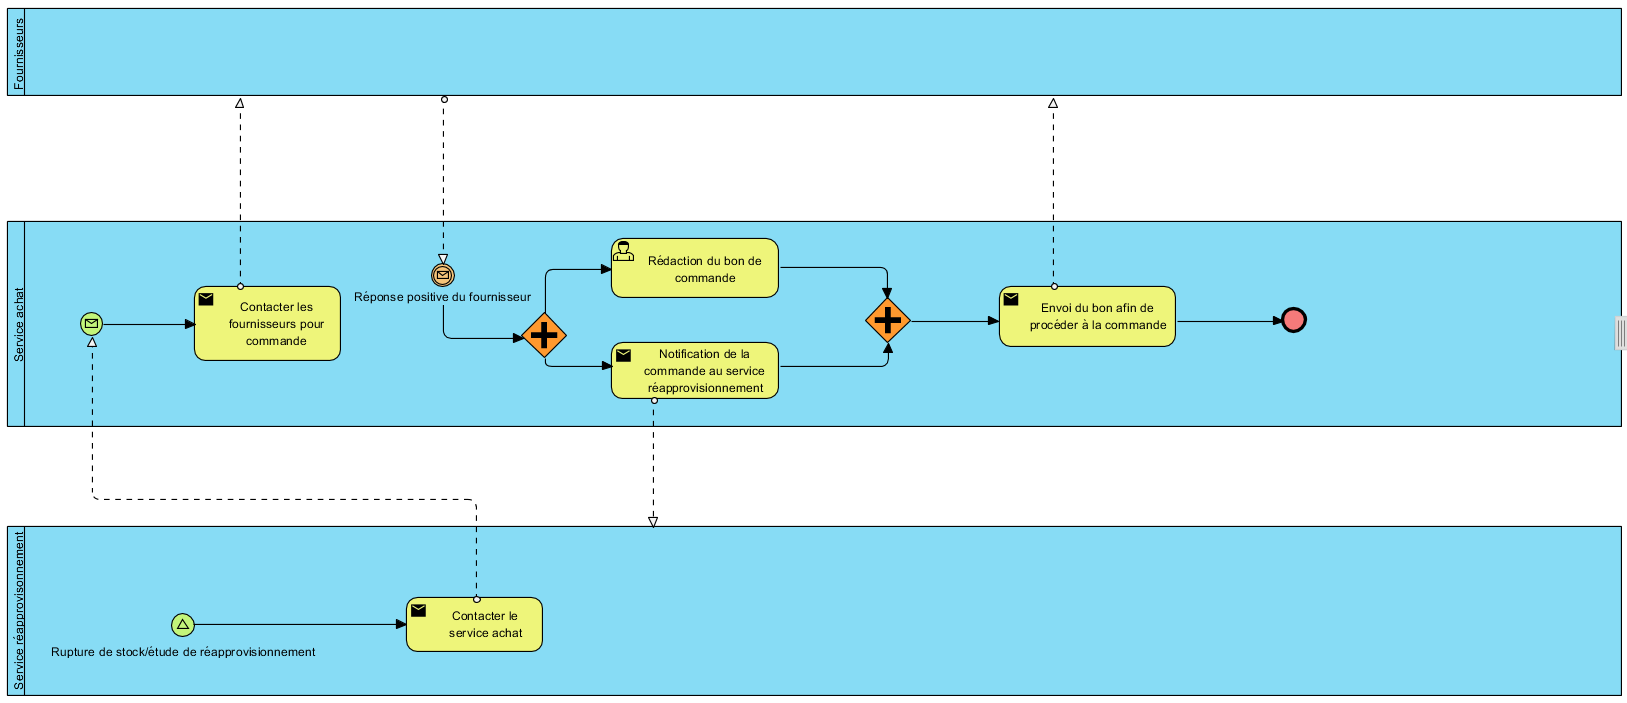 Fournisseurs
Service achat
Contacter les
fournisseurs pour
commande
Réponse positive du fournisseur
Rédaction du bon de
commande
Notification de la
commande au service
réapprovisionnement
Envoi du bon afin de
procéder à la commande
Service réapprovisonnement
Rupture de stock/étude de réapprovisionnement
Contacter le
service achat